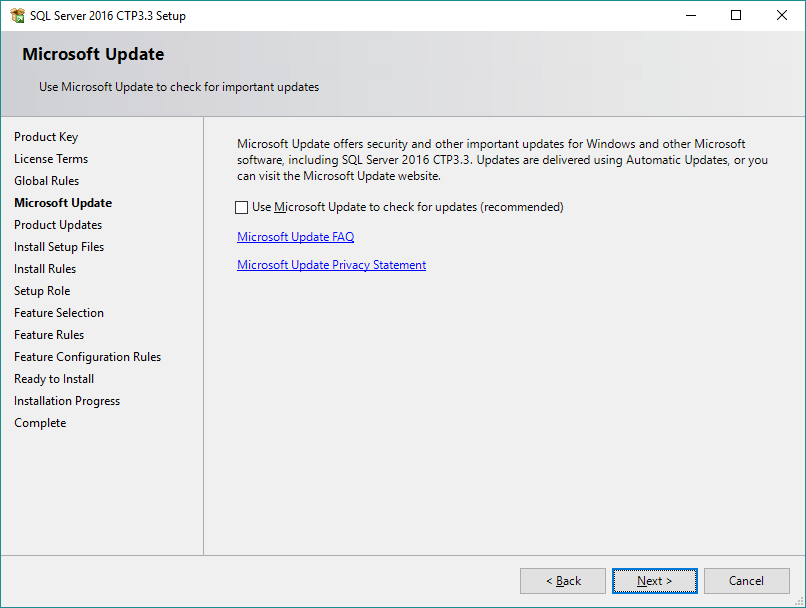 SQL Server 2016 CTP3.3 Setup
Microsoft Update
Use Microsoft Update to check for important updates
Product Key
License Terms
Global Rules
Microsoft Update
Product Updates
Install Setup Files
Install Rules
Setup Role
Feature Selection
Feature Rules
Feature Configuration Rules
Ready to Install
Installation Progress
Complete
Microsoft Update offers security and other important updates for Windows and other Microsoft
software, including SQL Server 2016 CTP3.3. Updates are delivered using Automatic Updates, or you
can visit the Microsoft Update website.
Use Microsoft Update to check for updates (recommended)
Microsoft Update FAQ
Microsoft Update Privacy Statement
< Back Next > Cancel